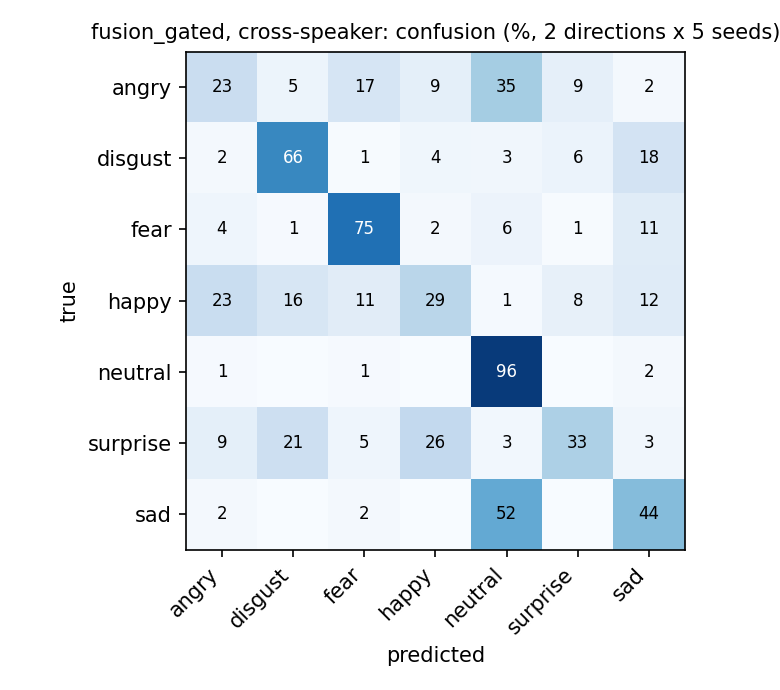 fusion_gated, cross-speaker: confusion (%, 2 directions x 5 seeds)
true
angry 23 5 17 9 35 9 2
disgust 2 66 1 4 3 6 18
fear 4 1 75 2 6 1 11
happy 23 16 11 29 1 8 12
neutral 1 1 96 2
surprise 9 21 5 26 3 33 3
sad 2 2 52 44
angry disgust fear happy neutral surprise sad
predicted